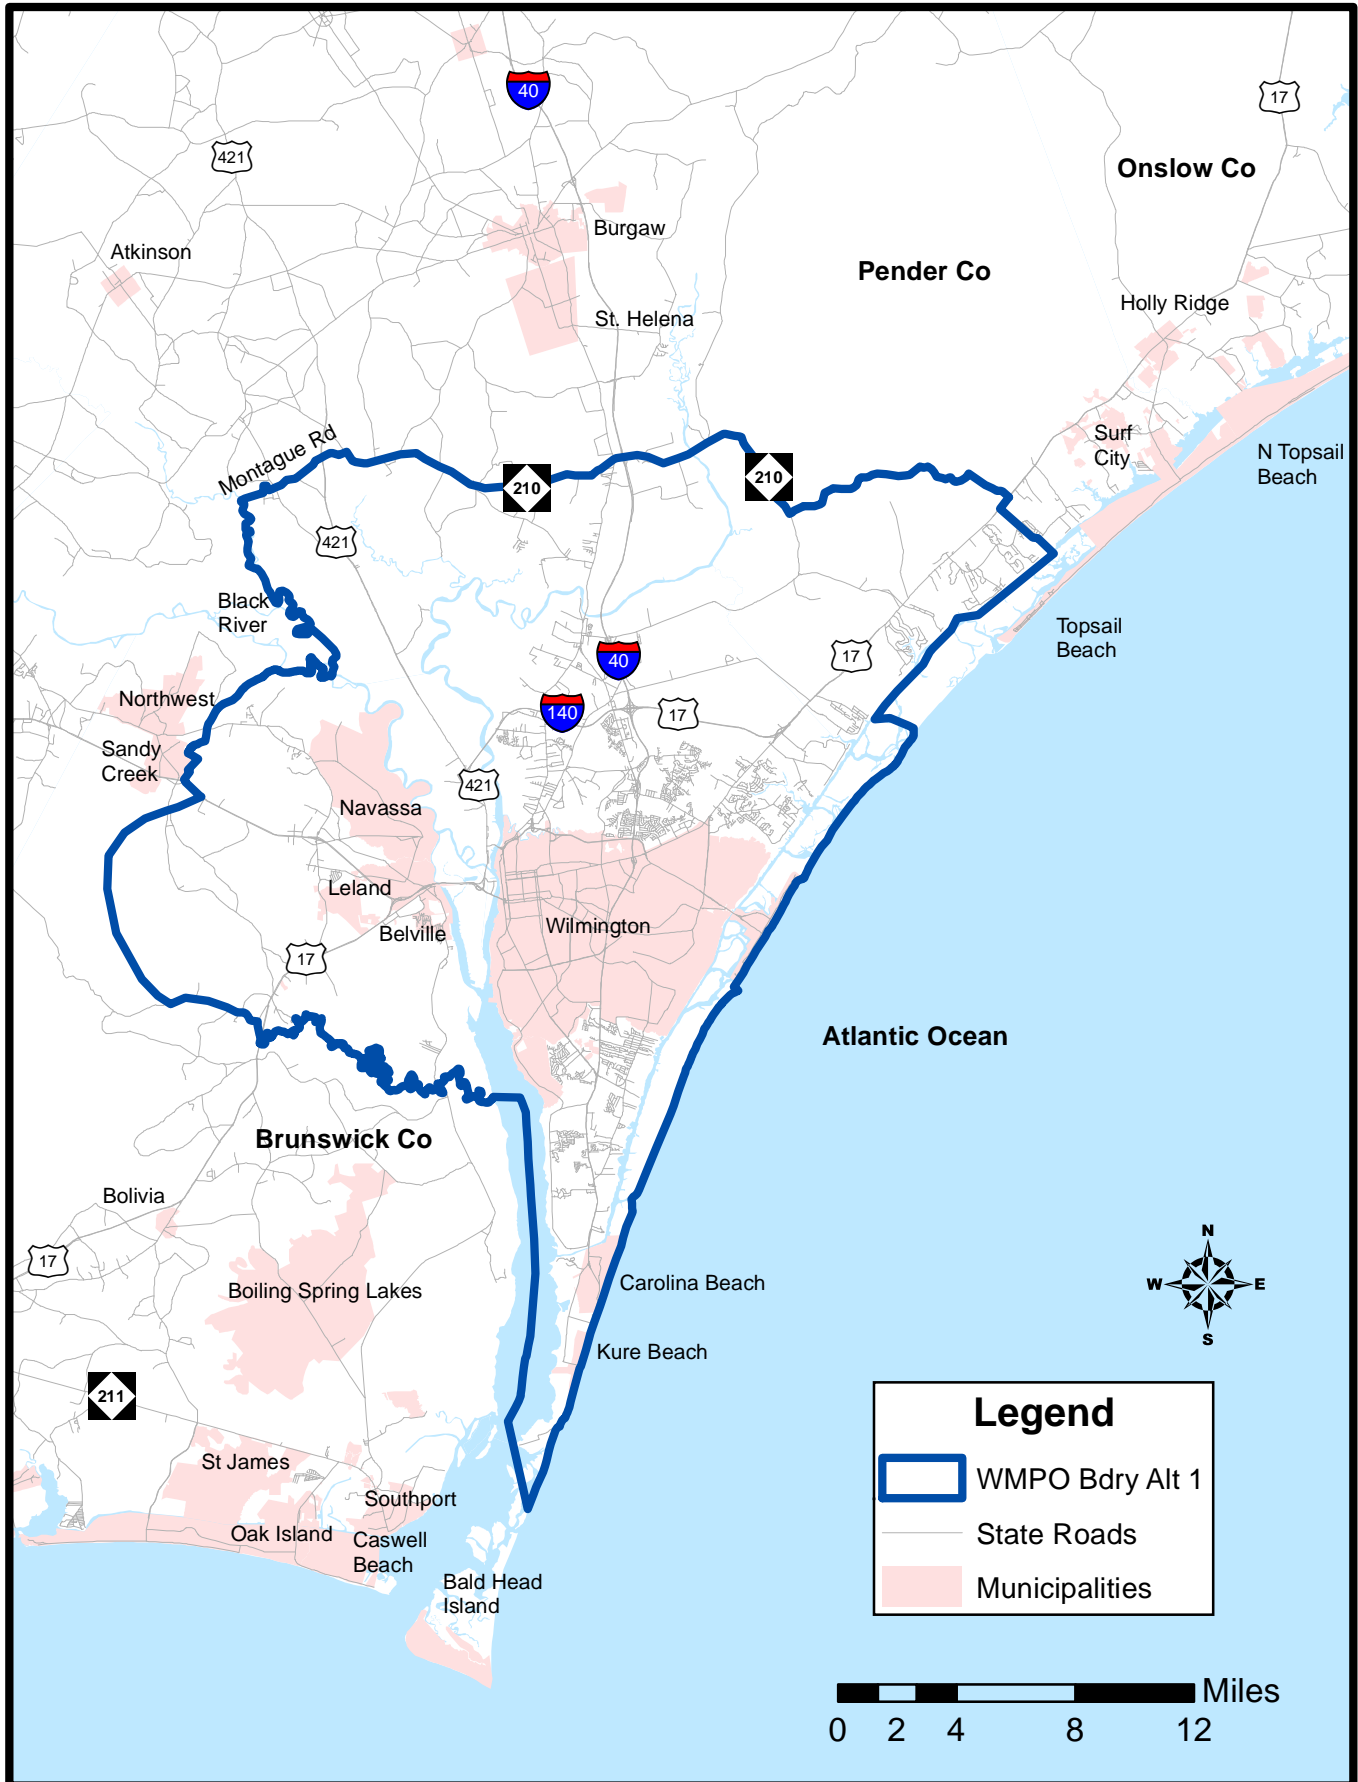 40
17
421
Onslow Co
Burgaw
Atkinson
Pender Co
Holly Ridge
St. Helena
Surf
City
Montague Rd
N Topsail
Beach
210
210
421
Black
River
Topsail
Beach
17
40
Northwest
140
17
Sandy
Creek
421
Navassa
Leland
Wilmington
Belville
17
Atlantic Ocean
Brunswick Co
Bolivia
N
17
W
E
Carolina Beach
Boiling Spring Lakes
S
Kure Beach
211
Legend
St James
WMPO Bdry Alt 1
Southport
Oak Island
State Roads
Caswell
Beach
Bald Head
Island
Municipalities
Miles
0 2 4 8 12